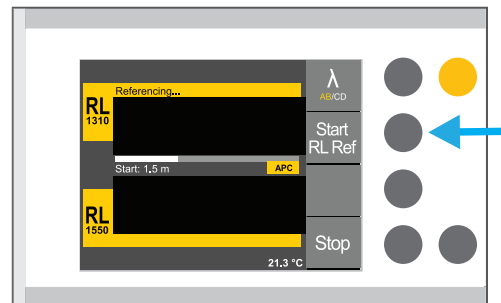 Referencing...
RL
1310
λ
AB/CD
Start
RL Ref
Start: 1.5 m
APC
RL
1550
Stop
21.3 °C